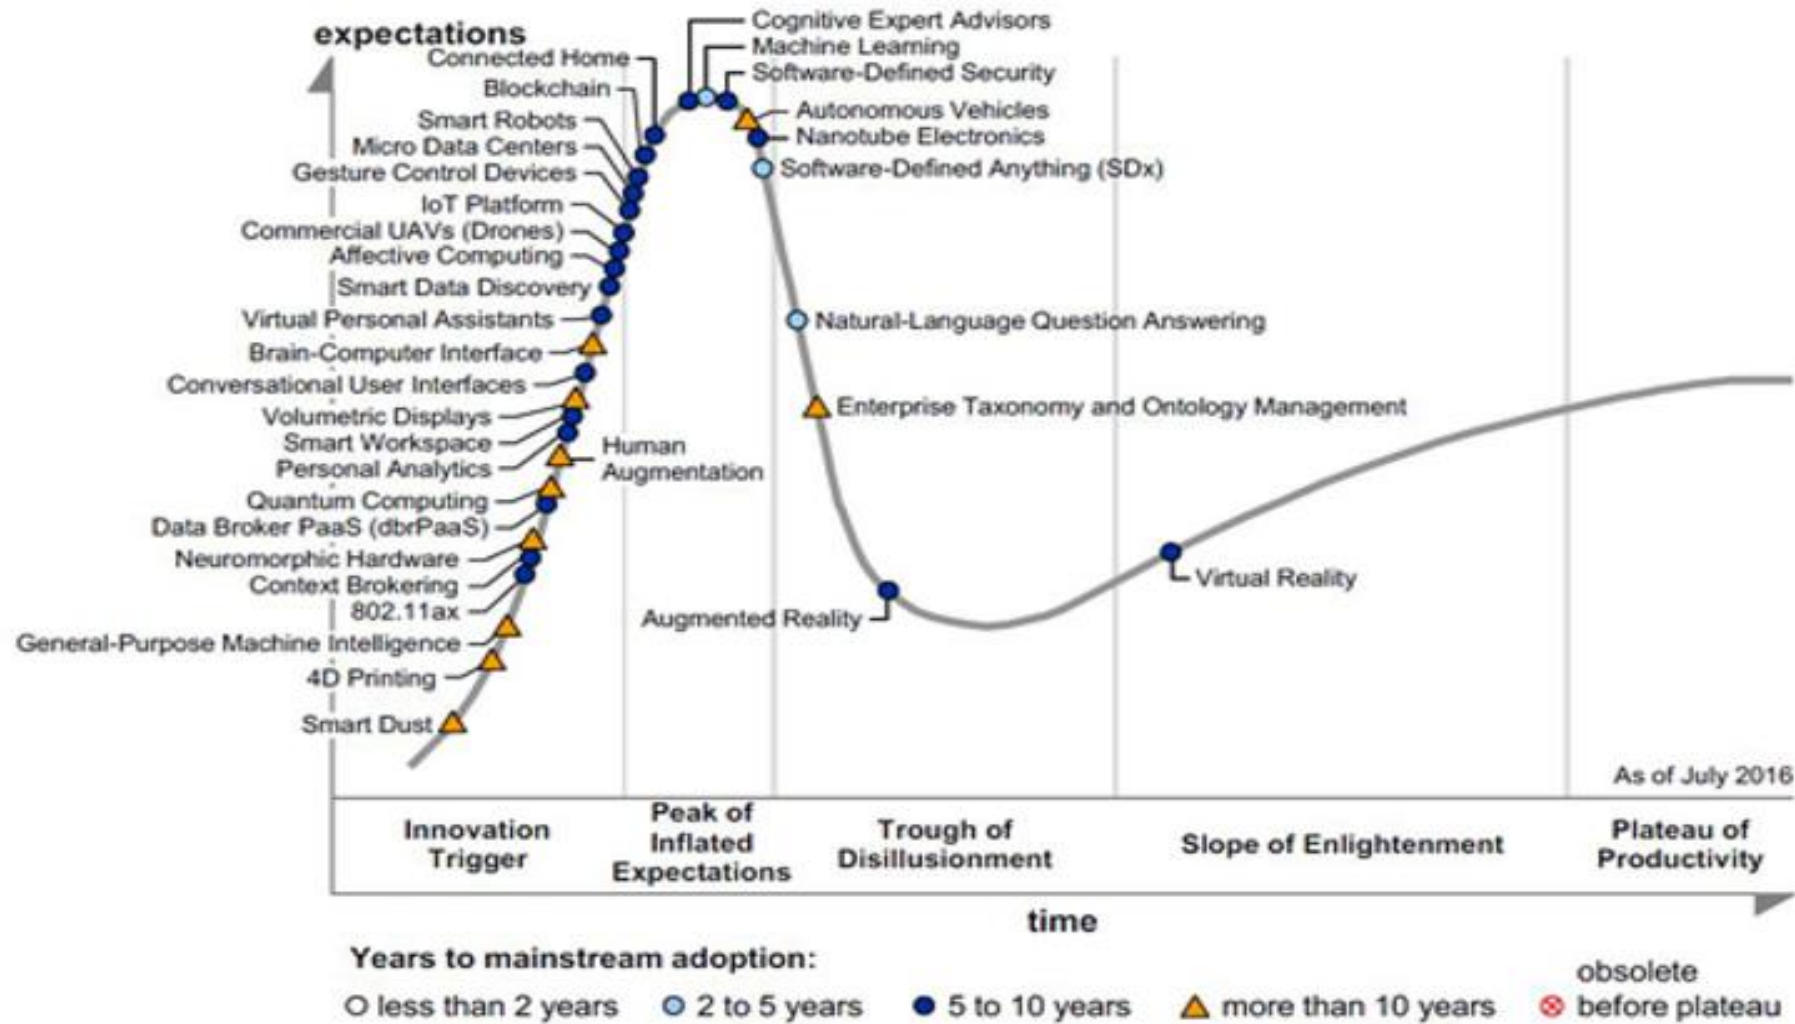 expectations
Cognitive Expert Advisors
Machine Learning
Connected Home
Software-Defined Security
Blockchain
Autonomous Vehicles
Smart Robots
Nanotube Electronics
Micro Data Centers
Software-Defined Anything (SDx)
Gesture Control Devices
IoT Platform
Commercial UAVs (Drones)
Affective Computing
Smart Data Discovery
Virtual Personal Assistants
Natural-Language Question Answering
Brain-Computer Interface
Conversational User Interfaces
Enterprise Taxonomy and Ontology Management
Volumetric Displays
Smart Workspace
Human
Augmentation
Personal Analytics
Quantum Computing
Data Broker PaaS (dbrPaaS)
Neuromorphic Hardware
Context Brokering
802.11ax
Virtual Reality
Augmented Reality
General-Purpose Machine Intelligence
4D Printing
Smart Dust
As of July 2016
Innovation
Trigger
Peak of
Inflated
Expectations
Trough of
Disillusionment
Slope of Enlightenment
Plateau of
Productivity
time
Years to mainstream adoption:
less than 2 years
2 to 5 years
5 to 10 years
more than 10 years
obsolete
before plateau